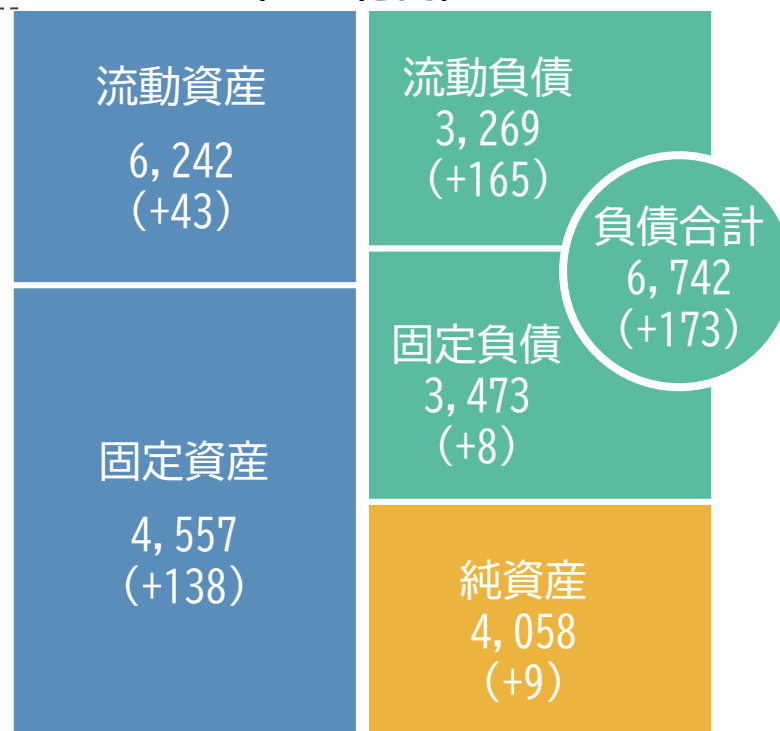 流動資産
6,242
(+43)
固定資産
4,557
(+138)
流動負債
3,269
(+165)
負債合計
6,742
(+173)
固定負債
3,473
(+8)
純資産
4,058
(+9)